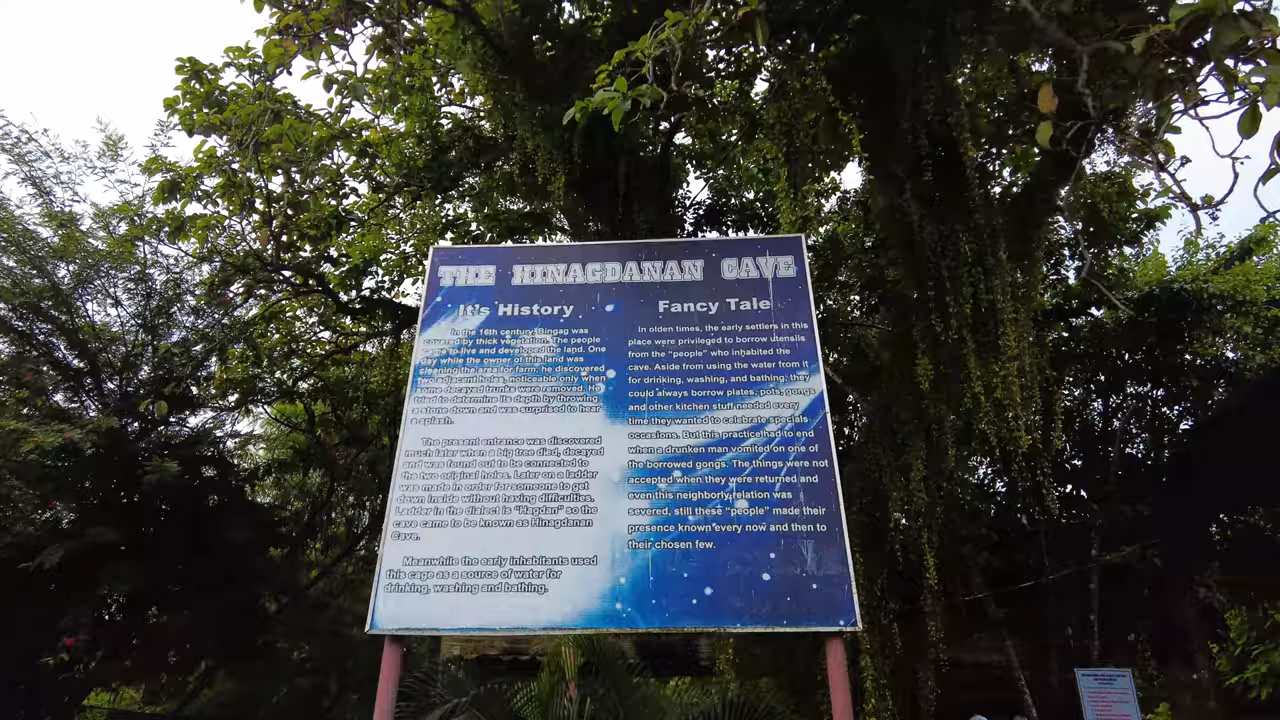 THE HINAGDANAN CAVE
It's History
In the 16th century, Bingag was
covered by thick vegetation. The people
came to live and developed the land. One
day while the owner of this land was
cleaning the area for farm, he discovered
two adjacent holes, noticeable only when
some decayed trunks were removed. He
tried to determine its depth by throwing
a stone down and was surprised to hear
a splash.
The present entrance was discovered
much later when a big tree died, decayed
and was found out to be connected to
the two original holes. Later on a ladder
was made in order for someone to get
down inside without having difficulties.
Ladder in the dialect is "Hagdan" so the
cave came to be known as Hinagdanan
Cave.
Meanwhile the early inhabitants used
this cage as a source of water for
drinking, washing and bathing.
Fancy Tale
In olden times, the early settlers in this
place were privileged to borrow utensils
from the "people" who inhabited the
cave. Aside from using the water from it
for drinking, washing, and bathing; they
could always borrow plates, pots, gongs
and other kitchen stuff needed every
time they wanted to celebrate specials
occasions. But this practice had to end
when a drunken man vomited on one of
the borrowed gongs. The things were not
accepted when they were returned and
even this neighborly relation was
severed, still these "people" made their
presence known every now and then to
their chosen few.